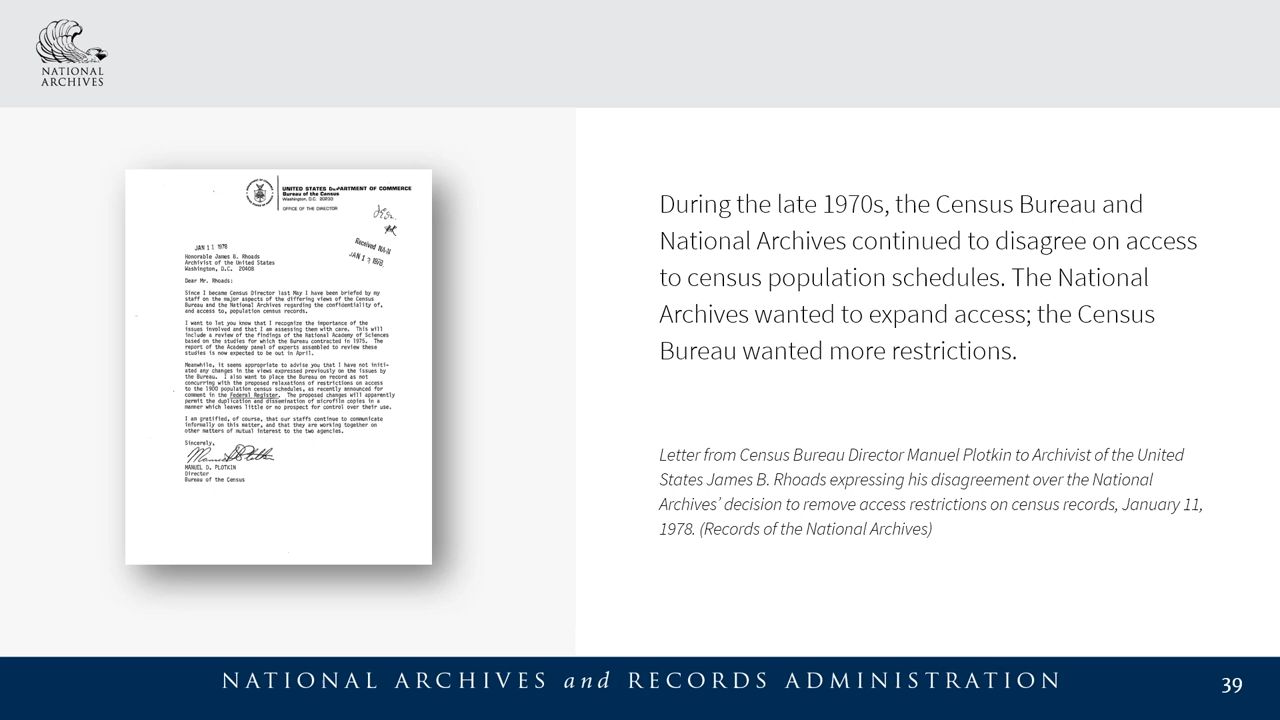 NATIONAL
ARCHIVES
UNITED STATES DEPARTMENT OF COMMERCE
Bureau of the Census
Washington, D.C. 20233
OFFICE OF THE DIRECTOR
JAN 11 1978
Received NA-N
JAN 1 1978
Honorable James B. Rhoads
Archivist of the United States
Washington, D.C. 20408
Dear Mr. Rhoads:
Since I became Census Director last May I have been briefed by my
staff on the major aspects of the differing views of the Census
Bureau and the National Archives regarding the confidentiality of,
and access to, population census records.
I want to let you know that I recognize the importance of the
issues involved and that I am assessing them with care. This will
include a review of the findings of the National Academy of Sciences
based on the studies for which the Bureau contracted in 1975. The
report of the Academy panel of experts assembled to review these
studies is now expected to be out in April.
Meanwhile, it seems appropriate to advise you that I have not initi-
ated any changes in the views expressed previously on the issues by
the Bureau. I also want to place the Bureau on record as not
concurring with the proposed relaxations of restrictions on access
to the 1900 population census schedules, as recently announced for
comment in the Federal Register. The proposed changes will apparently
permit the duplication and dissemination of microfilm copies in a
manner which leaves little or no prospect for control over their use.
I am gratified, of course, that our staffs continue to communicate
informally on this matter, and that they are working together on
other matters of mutual interest to the two agencies.
Sincerely,
MANUEL D. PLOTKIN
Director
Bureau of the Census
During the late 1970s, the Census Bureau and
National Archives continued to disagree on access
to census population schedules. The National
Archives wanted to expand access; the Census
Bureau wanted more restrictions.
Letter from Census Bureau Director Manuel Plotkin to Archivist of the United
States James B. Rhoads expressing his disagreement over the National
Archives’ decision to remove access restrictions on census records, January 11,
1978. (Records of the National Archives)
NATIONAL ARCHIVES and RECORDS ADMINISTRATION
39